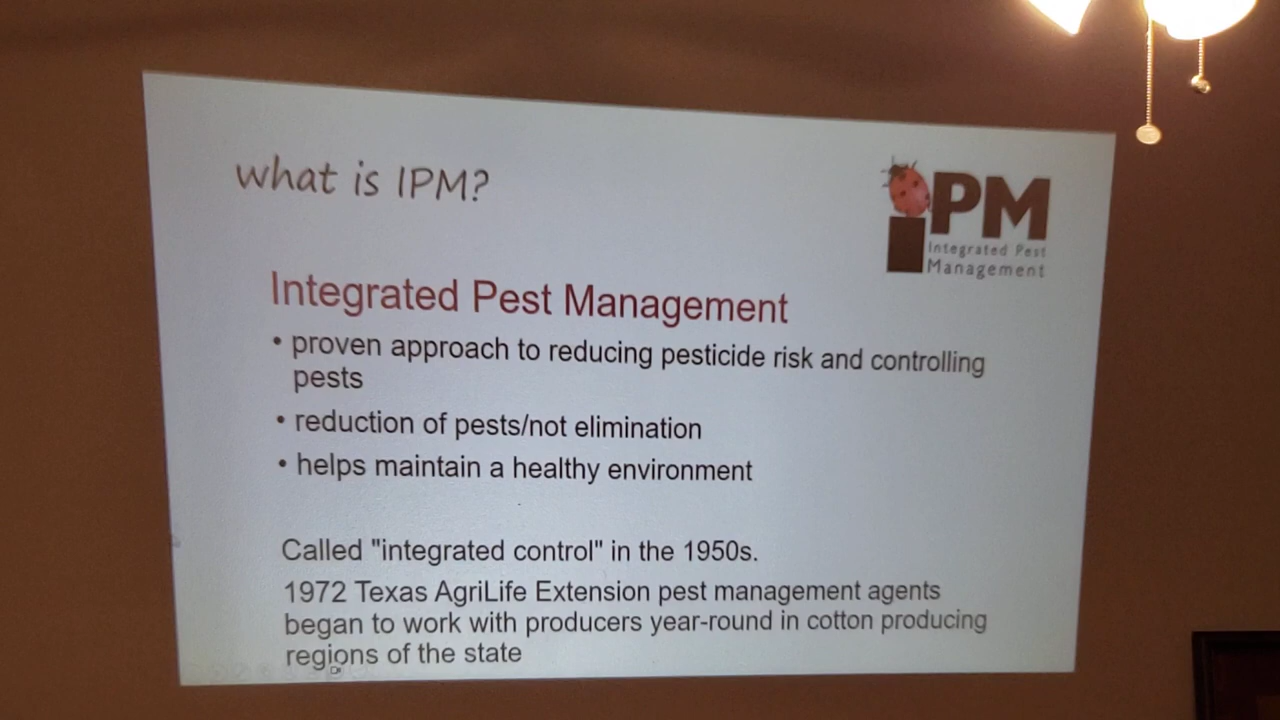 what is IPM?
iPM
Integrated Pest
Management
Integrated Pest Management
• proven approach to reducing pesticide risk and controlling
pests
• reduction of pests/not elimination
• helps maintain a healthy environment
Called "integrated control" in the 1950s.
1972 Texas AgriLife Extension pest management agents
began to work with producers year-round in cotton producing
regions of the state